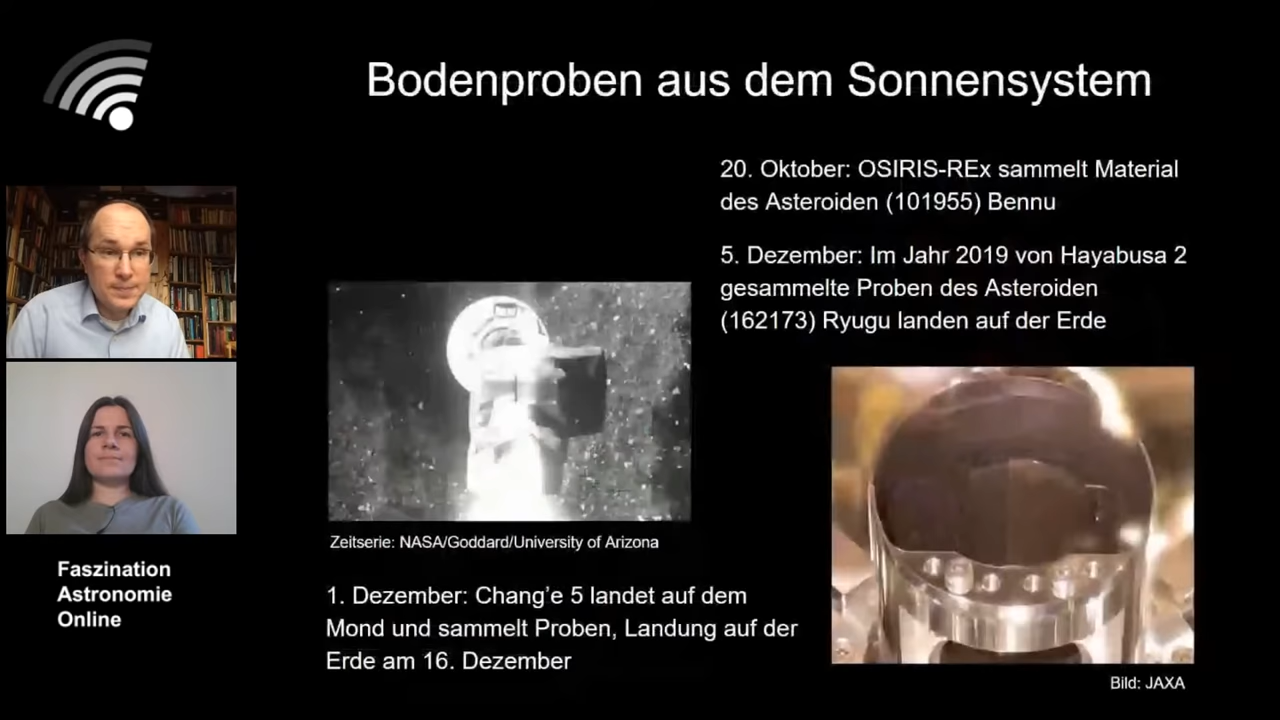 Bodenproben aus dem Sonnensystem
20. Oktober: OSIRIS-REx sammelt Material
des Asteroiden (101955) Bennu
5. Dezember: Im Jahr 2019 von Hayabusa 2
gesammelte Proben des Asteroiden
(162173) Ryugu landen auf der Erde
Zeitserie: NASA/Goddard/University of Arizona
1. Dezember: Chang’e 5 landet auf dem
Mond und sammelt Proben, Landung auf der
Erde am 16. Dezember
Bild: JAXA
Faszination
Astronomie
Online